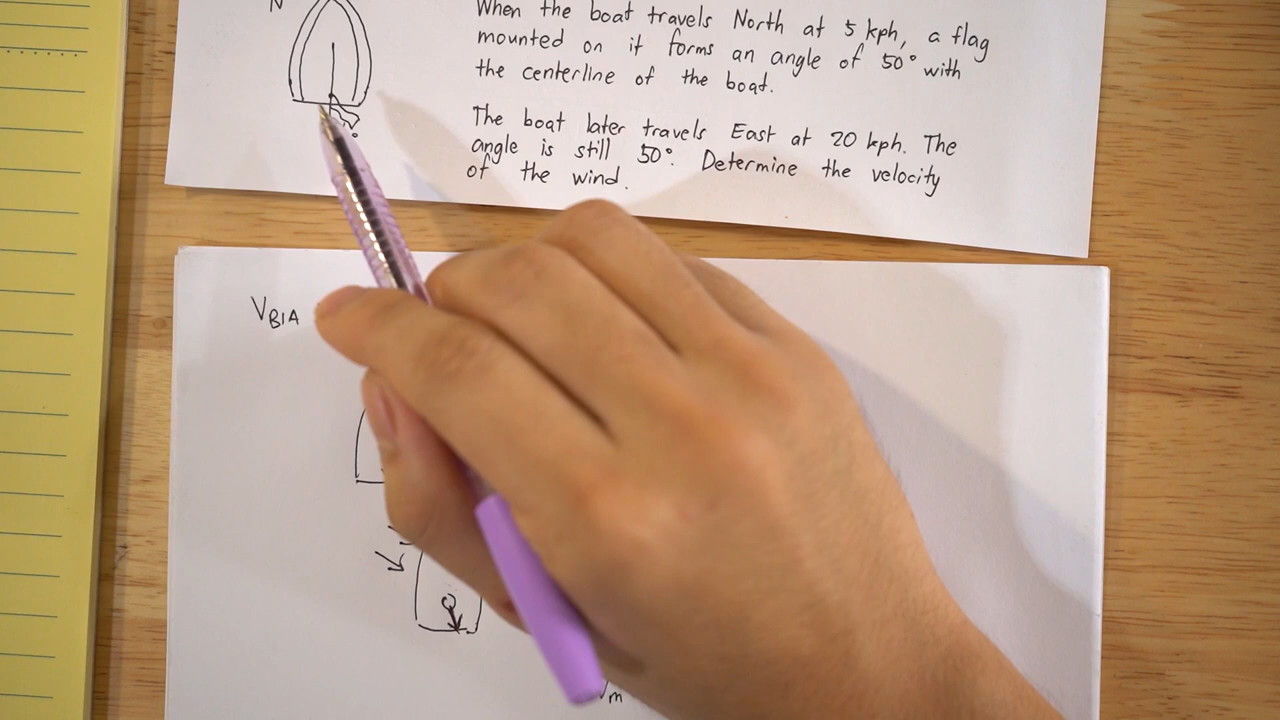 N
When the boat travels North at 5 kph, a flag
mounted on it forms an angle of 50° with
the centerline of the boat.
The boat later travels East at 20 kph. The
angle is still 50°. Determine the velocity
of the wind.
VB/A
m